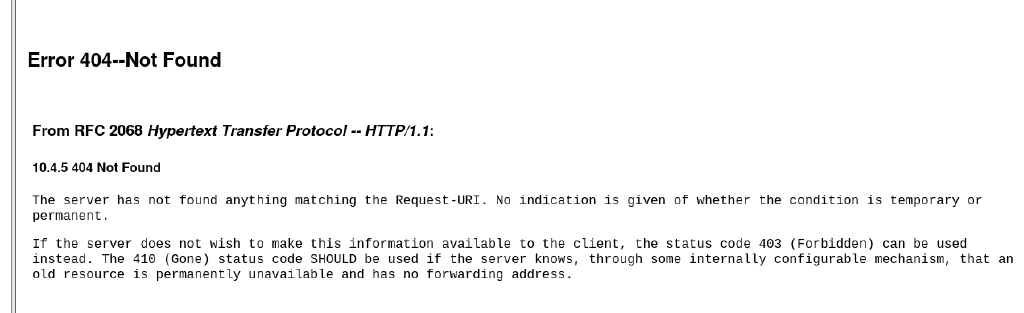 Error 404--Not Found
From RFC 2068 Hypertext Transfer Protocol -- HTTP/1.1:
10.4.5 404 Not Found
The server has not found anything matching the Request-URI. No indication is given of whether the condition is temporary or
permanent.
If the server does not wish to make this information available to the client, the status code 403 (Forbidden) can be used
instead. The 410 (Gone) status code SHOULD be used if the server knows, through some internally configurable mechanism, that an
old resource is permanently unavailable and has no forwarding address.